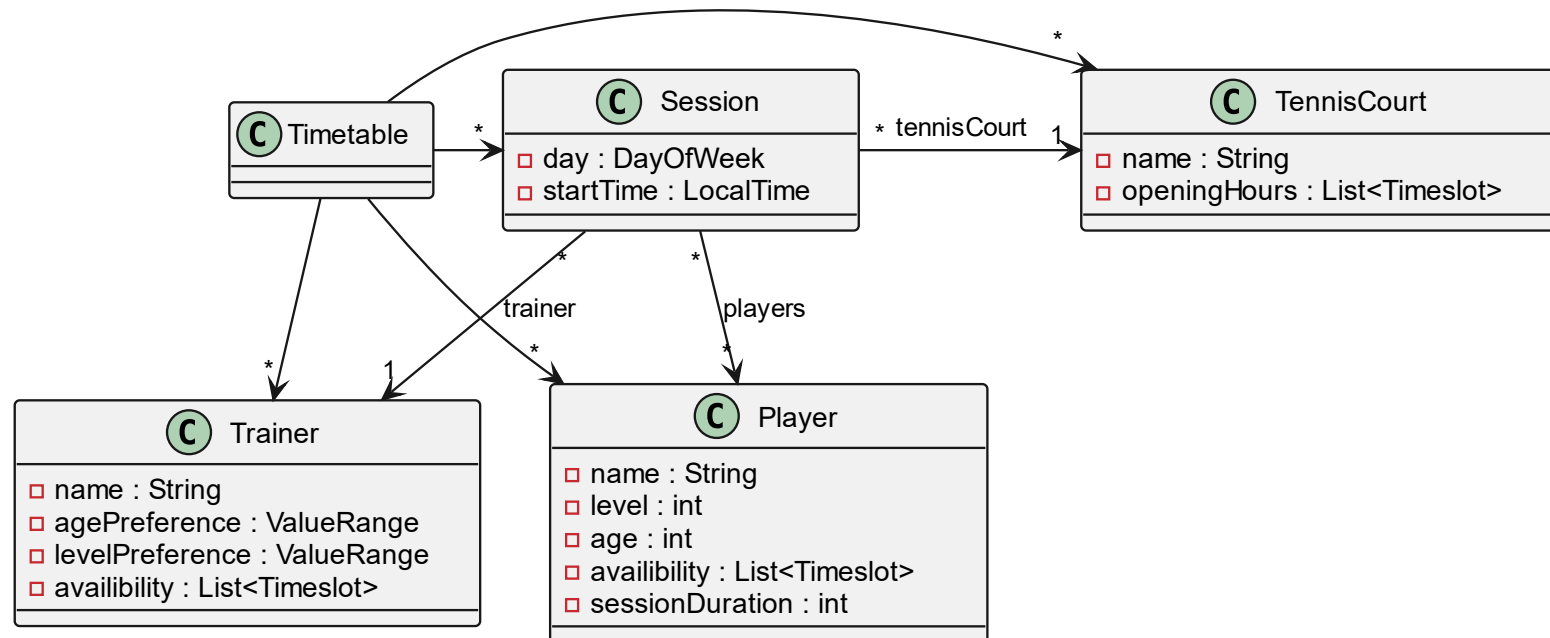 *
C Timetable
*
C Session
day : DayOfWeek
startTime : LocalTime
* tennisCourt 1
C TennisCourt
name : String
openingHours : List<Timeslot>
*
*
trainer
players
*
1
*
*
C Trainer
name : String
agePreference : ValueRange
levelPreference : ValueRange
availibility : List<Timeslot>
C Player
name : String
level : int
age : int
availibility : List<Timeslot>
sessionDuration : int